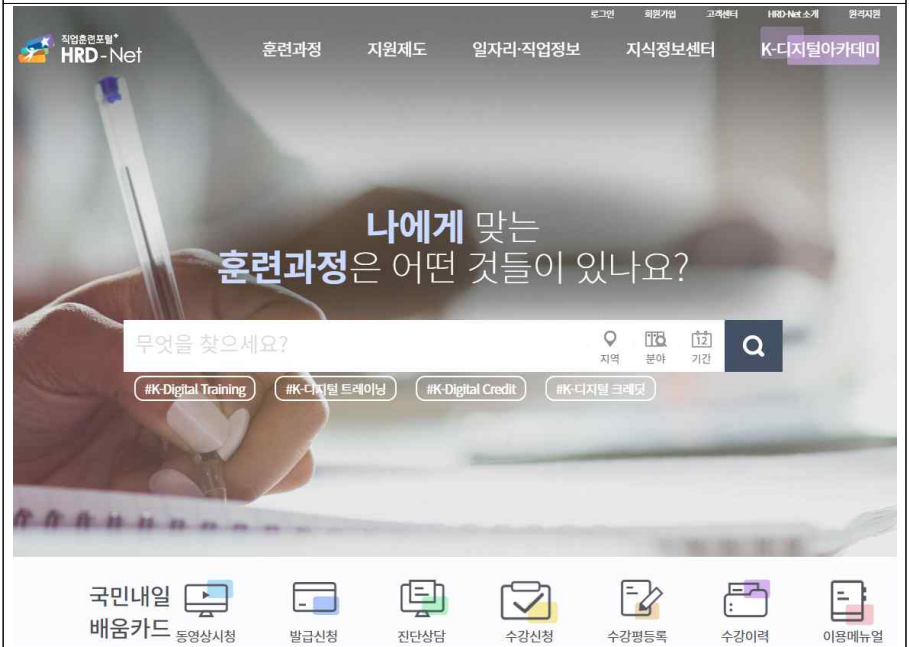 로그인 회원가입 고객센터 HRD-Net 소개 원격지원
직업훈련포털+
HRD-Net
훈련과정 지원제도 일자리·직업정보 지식정보센터 K-디지털아카데미
나에게 맞는
훈련과정은 어떤 것들이 있나요?
무엇을 찾으세요?
지역 분야 12 기간
#K-Digital Training #K-디지털 트레이닝 #K-Digital Credit #K-디지털 크레딧
국민내일
배움카드
동영상시청 발급신청 진단상담 수강신청 수강평등록 수강이력 이용메뉴얼